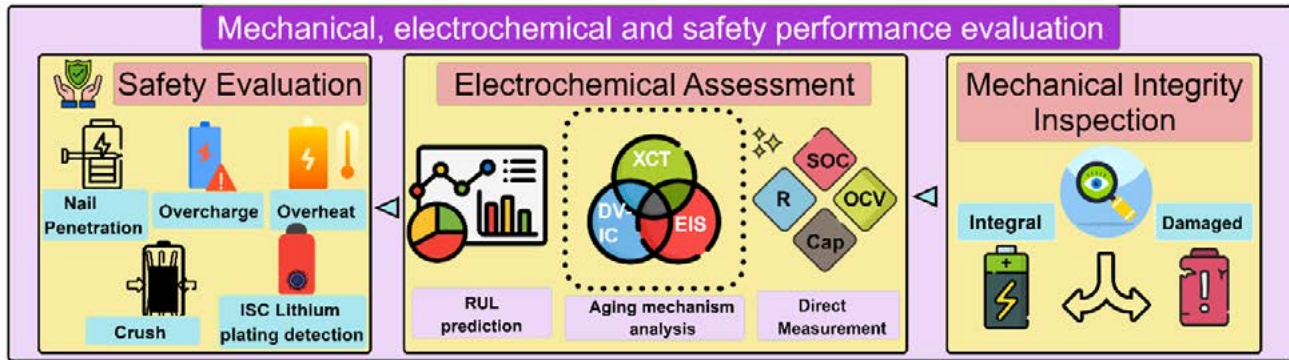 Mechanical, electrochemical and safety performance evaluation
Safety Evaluation
Nail
Penetration
Overcharge
Overheat
Crush
ISC Lithium
plating detection
Electrochemical Assessment
XCT
DV-
IC
EIS
SOC
R
OCV
Cap
RUL
prediction
Aging mechanism
analysis
Direct
Measurement
Mechanical Integrity
Inspection
Integral
Damaged